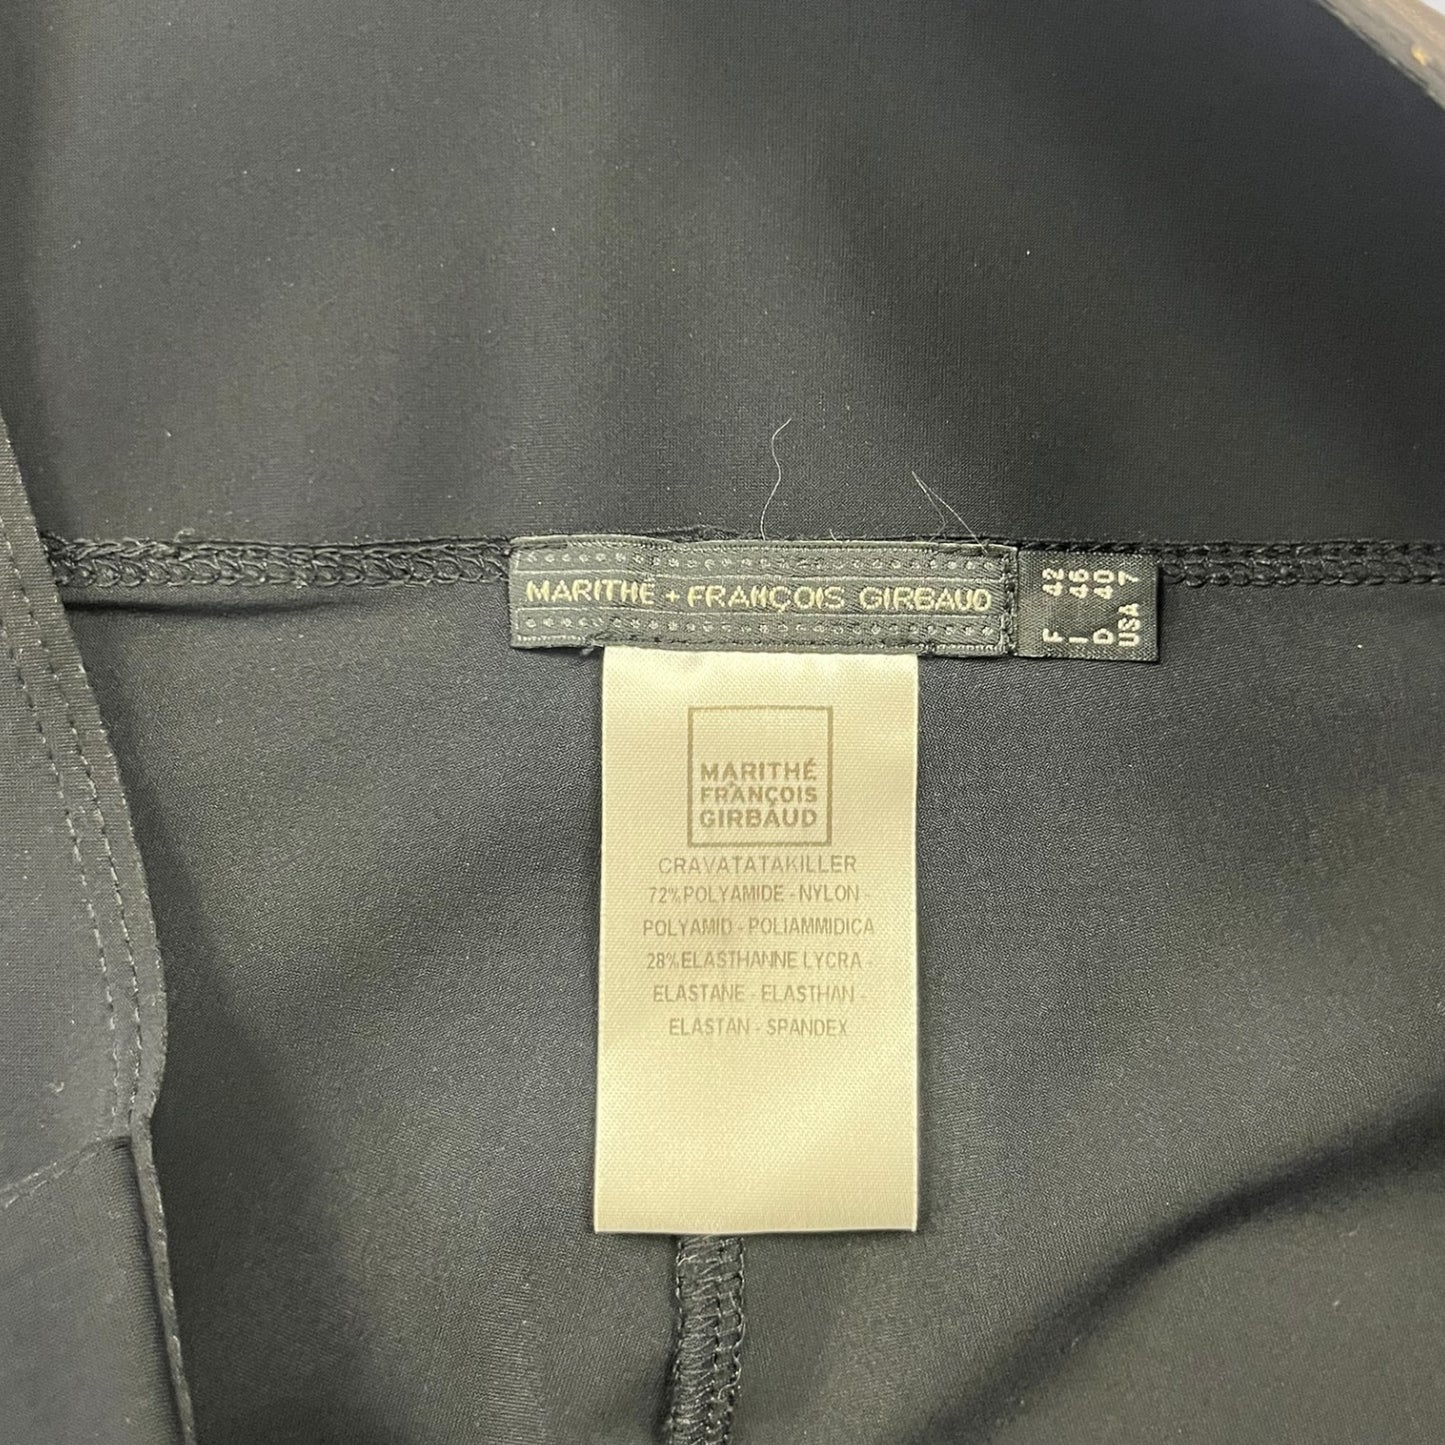 MARITHÉ + FRANÇOIS GIRBAUD
F 42
I 46
D 40
USA 7
MARITHÉ
FRANÇOIS
GIRBAUD
CRAVATATAKILLER
72%POLYAMIDE - NYLON -
POLYAMID - POLIAMMIDICA
28%ELASTHANNE LYCRA -
ELASTANE - ELASTHAN -
ELASTAN - SPANDEX